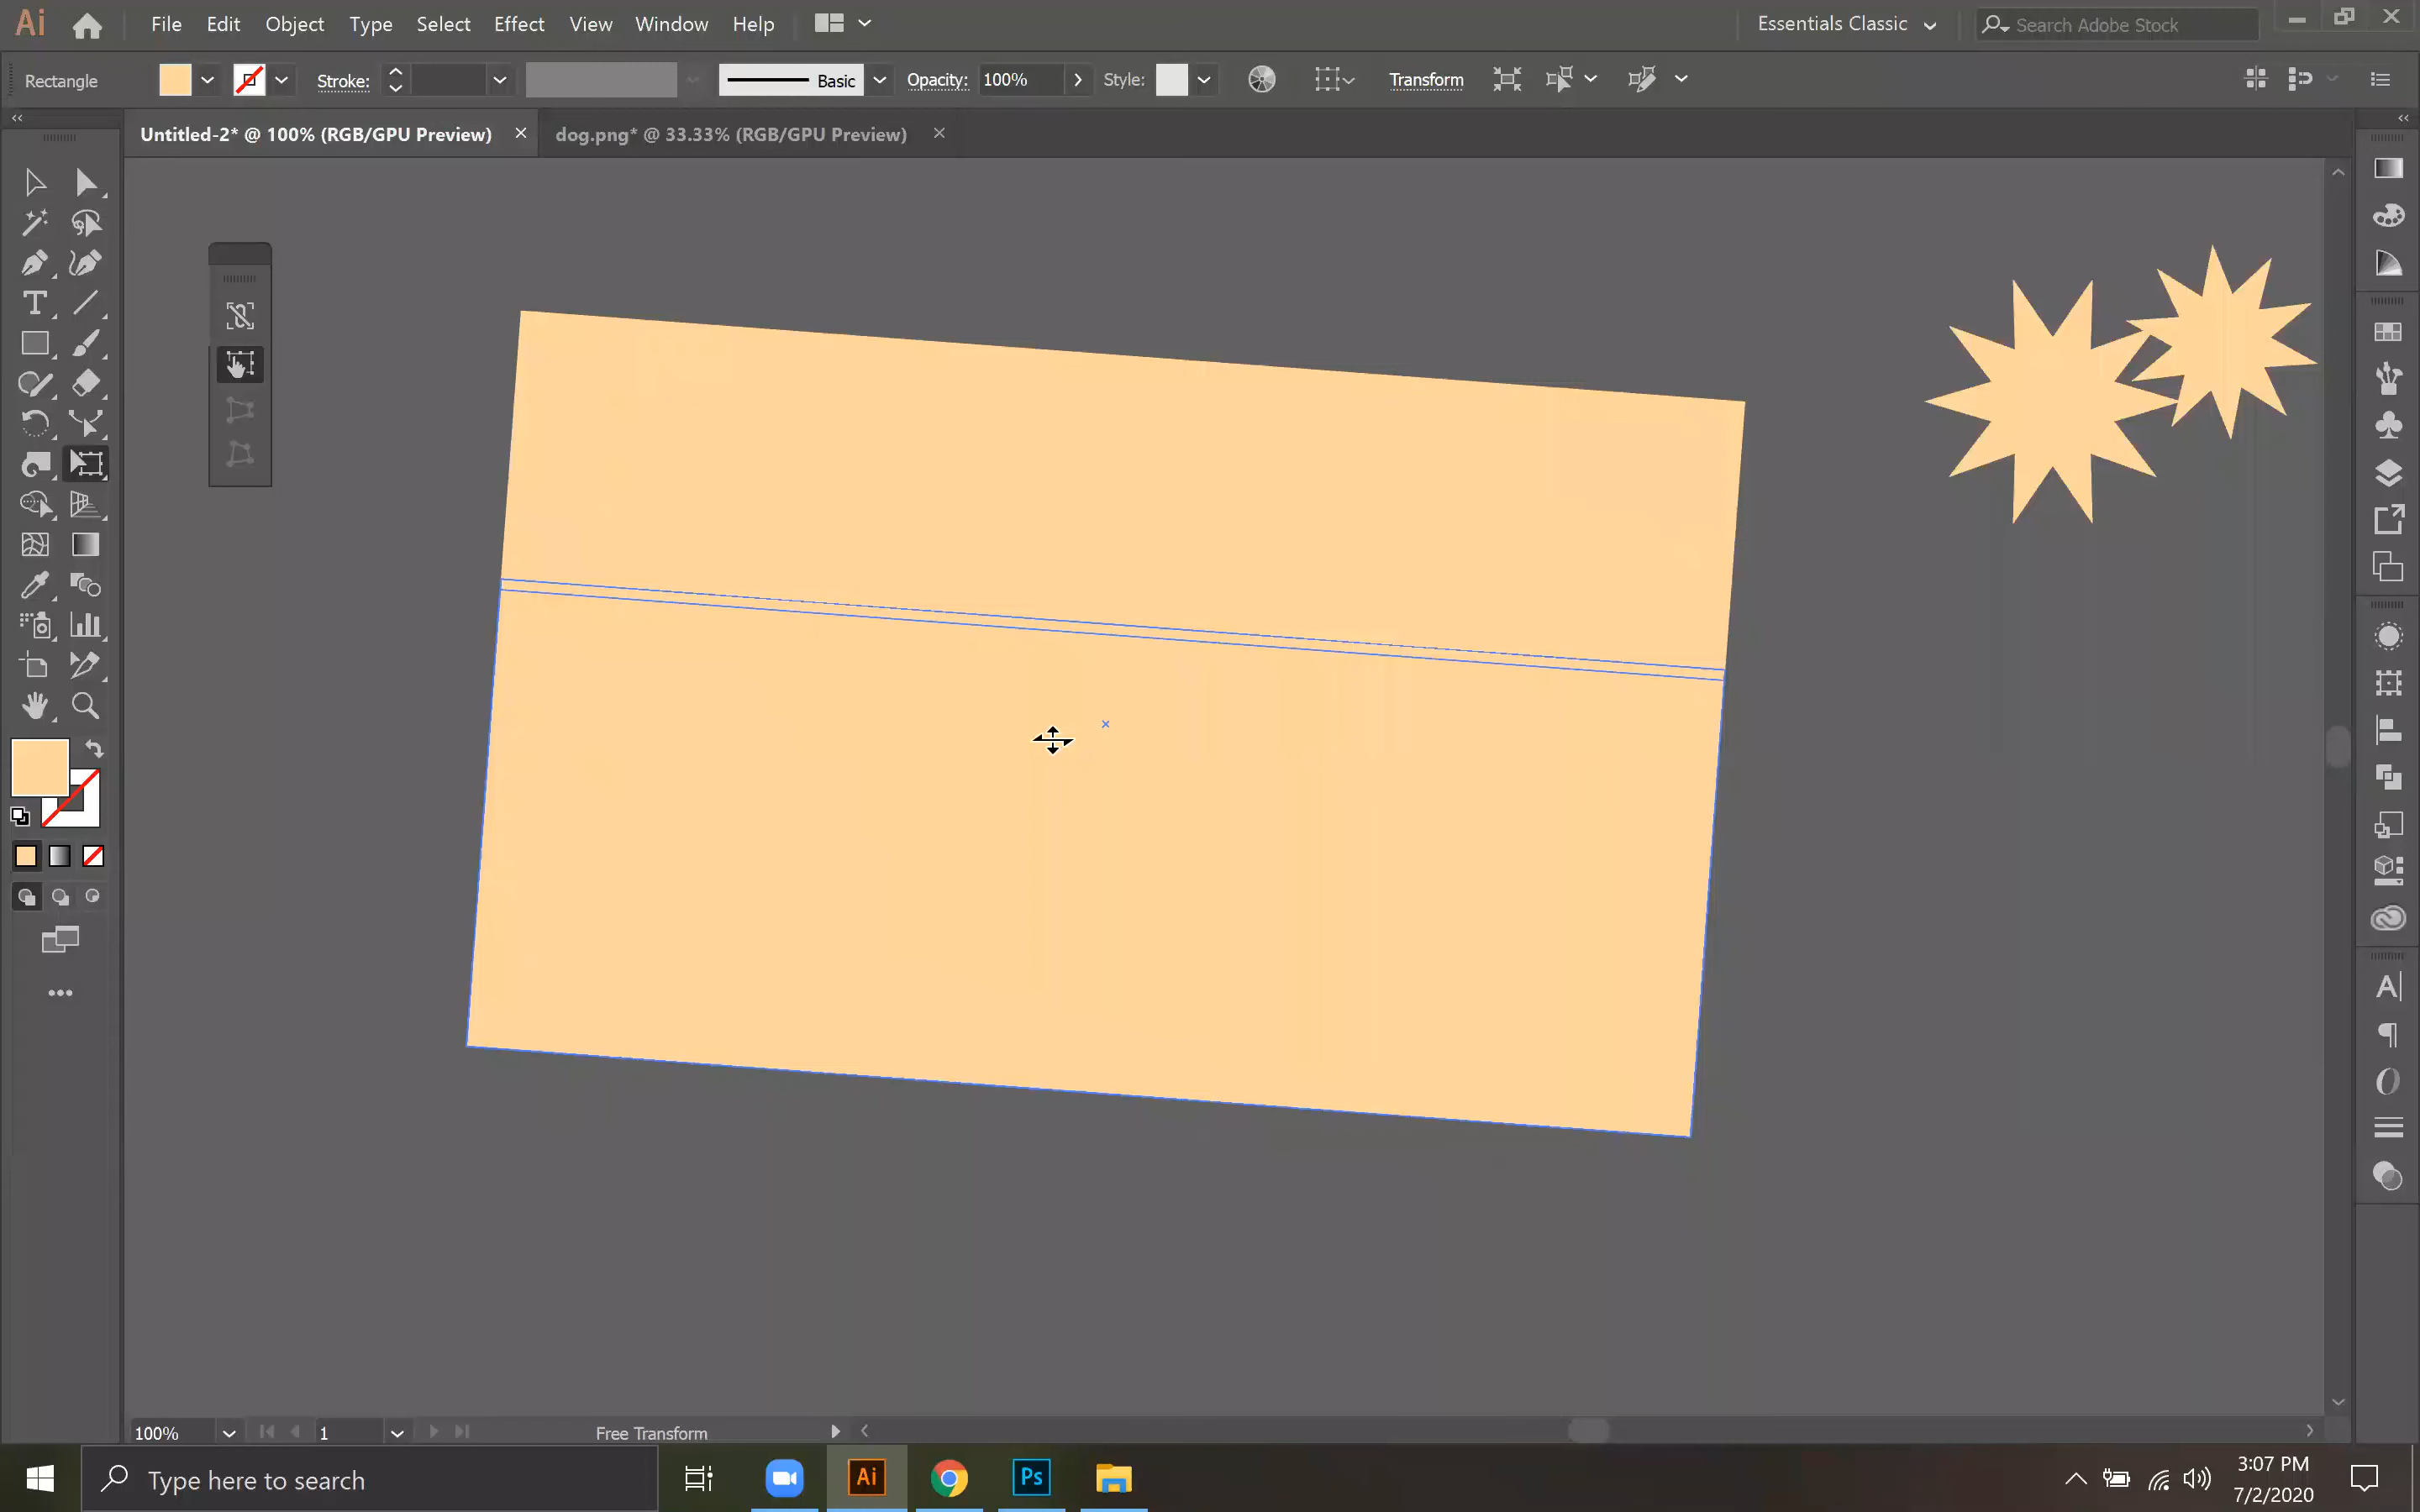 Ai File Edit Object Type Select Effect View Window Help Essentials Classic Search Adobe Stock
Rectangle Stroke: Basic Opacity: 100% Style: Transform
Untitled-2* @ 100% (RGB/GPU Preview) dog.png* @ 33.33% (RGB/GPU Preview)
100% 1 Free Transform
Type here to search Ai Ps 3:07 PM
7/2/2020